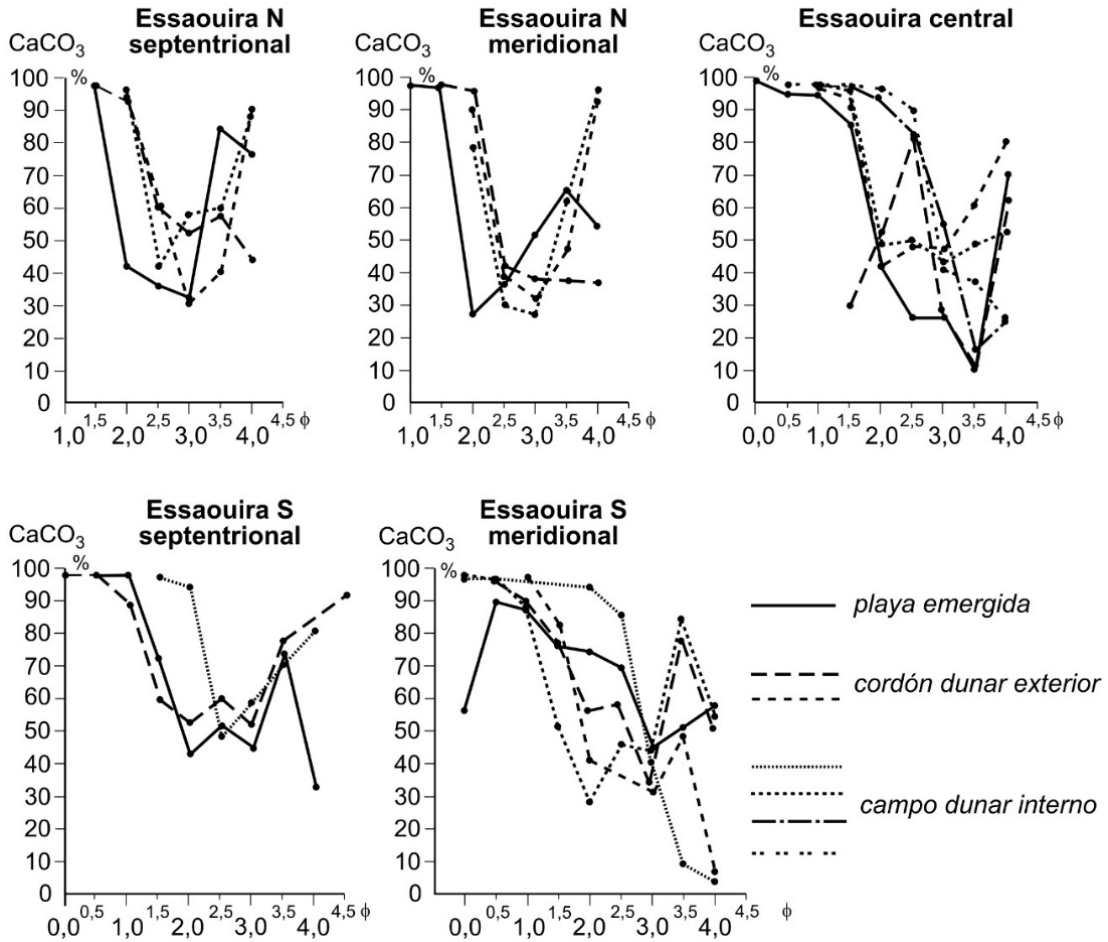 Essaouira N
septentrional
CaCO3
%
100
90
80
70
60
50
40
30
20
10
0
1,5 2,5 3,5 4,5 ϕ
1,0 2,0 3,0 4,0
Essaouira N
meridional
CaCO3
%
100
90
80
70
60
50
40
30
20
10
0
1,5 2,5 3,5 4,5 ϕ
1,0 2,0 3,0 4,0
Essaouira central
CaCO3
%
100
90
80
70
60
50
40
30
20
10
0
0,5 1,5 2,5 3,5 4,5 ϕ
0,0 1,0 2,0 3,0 4,0
Essaouira S
septentrional
CaCO3
%
100
90
80
70
60
50
40
30
20
10
0
0,5 1,5 2,5 3,5 4,5 ϕ
0,0 1,0 2,0 3,0 4,0
Essaouira S
meridional
CaCO3
%
100
90
80
70
60
50
40
30
20
10
0
0,5 1,5 2,5 3,5 4,5 ϕ
0,0 1,0 2,0 3,0 4,0
playa emergida
cordón dunar exterior
campo dunar interno